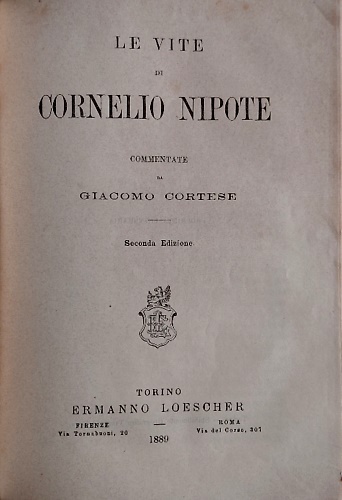 LE VITE
DI
CORNELIO NIPOTE
COMMENTATE
DA
GIACOMO CORTESE
Seconda Edizione
TORINO
ERMANNO LOESCHER
FIRENZE
Via Tornabuoni, 20
ROMA
Via del Corso, 307
1889